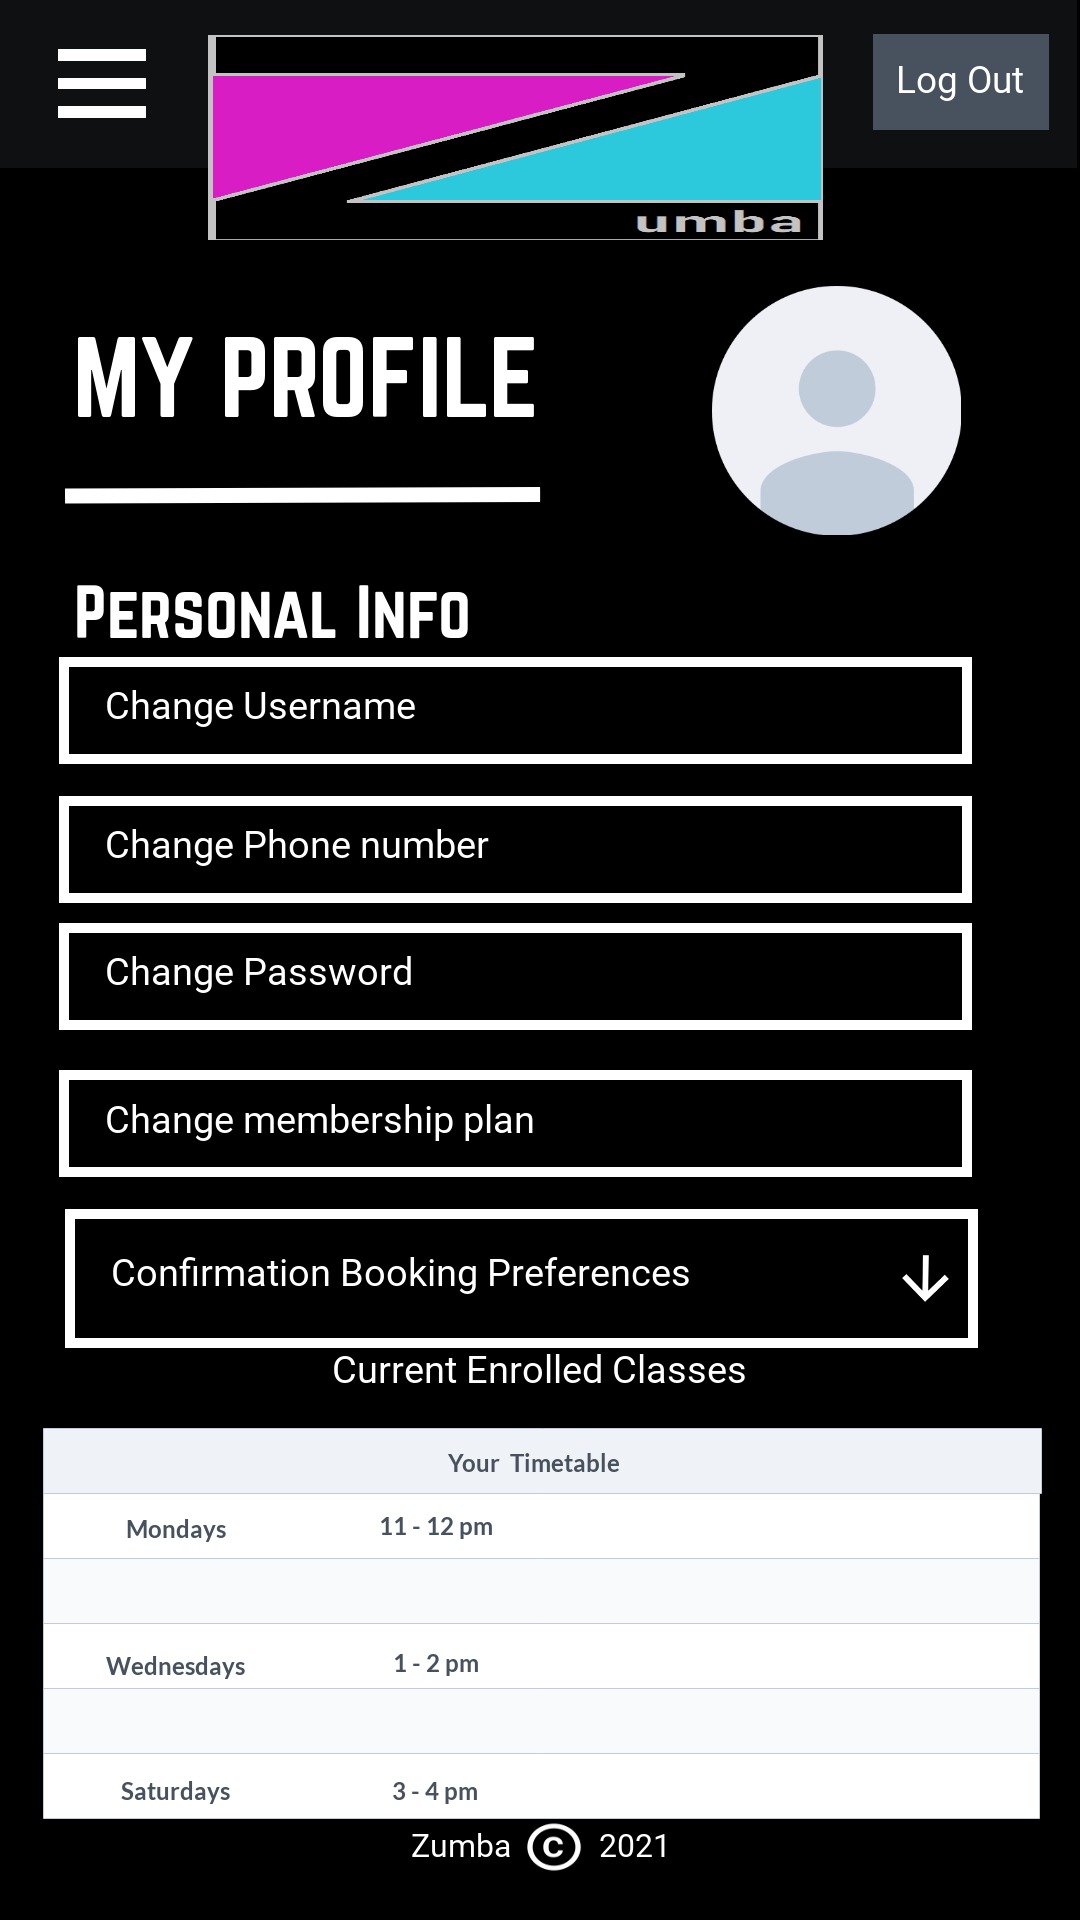 Log Out
umba
MY PROFILE
Personal Info
Change Username
Change Phone number
Change Password
Change membership plan
Confirmation Booking Preferences
Current Enrolled Classes
Your Timetable
Mondays 11 - 12 pm
Wednesdays 1 - 2 pm
Saturdays 3 - 4 pm
Zumba © 2021